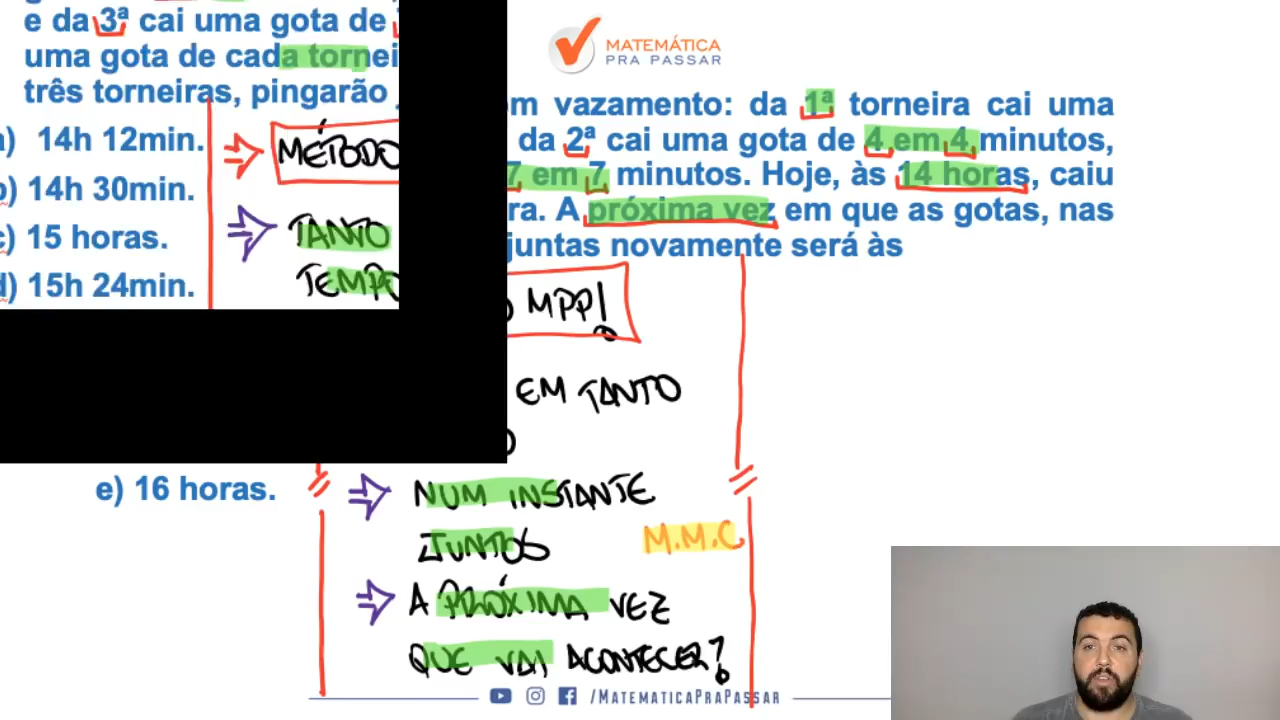 e da 3ª cai uma gota de
uma gota de cada
três torneiras, pingarão
14h 12min.
14h 30min.
15 horas.
15h 24min.
MÉTODO
TANTO
TEMPO
MATEMÁTICA
PRA PASSAR
vazamento: da 1ª torneira cai uma
da 2ª cai uma gota de 4 em 4 minutos,
7 em 7 minutos. Hoje, às 14 horas, caiu
A próxima vez em que as gotas, nas
juntas novamente será às
MPP!
EM TANTO
e) 16 horas.
NUM INSTANTE
JUNTOS
M.M.C
A PRÓXIMA VEZ
QUE VAI ACONTECER?
/MATEMATICAPRAPASSAR